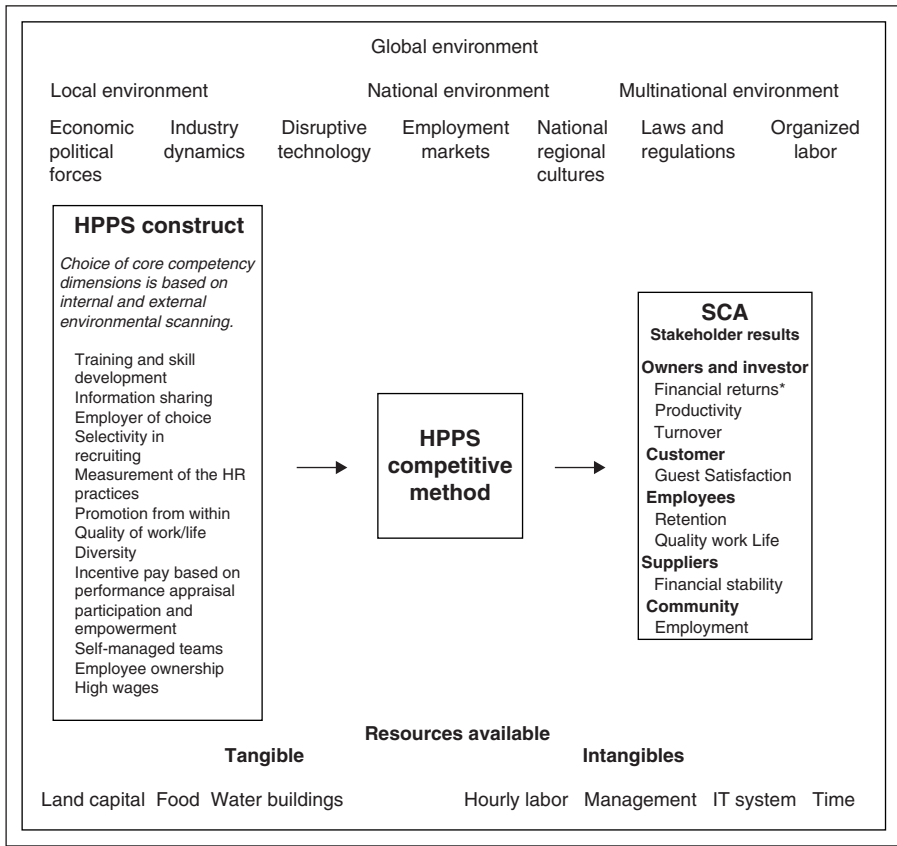 Global environment
Local environment National environment Multinational environment
Economic political forces
Industry dynamics
Disruptive technology
Employment markets
National regional cultures
Laws and regulations
Organized labor
HPPS construct
Choice of core competency
dimensions is based on
internal and external
environmental scanning.
Training and skill
development
Information sharing
Employer of choice
Selectivity in
recruiting
Measurement of the HR
practices
Promotion from within
Quality of work/life
Diversity
Incentive pay based on
performance appraisal
participation and
empowerment
Self-managed teams
Employee ownership
High wages
HPPS
competitive
method
SCA
Stakeholder results
Owners and investor
Financial returns*
Productivity
Turnover
Customer
Guest Satisfaction
Employees
Retention
Quality work Life
Suppliers
Financial stability
Community
Employment
Resources available
Tangible Intangibles
Land capital Food Water buildings Hourly labor Management IT system Time